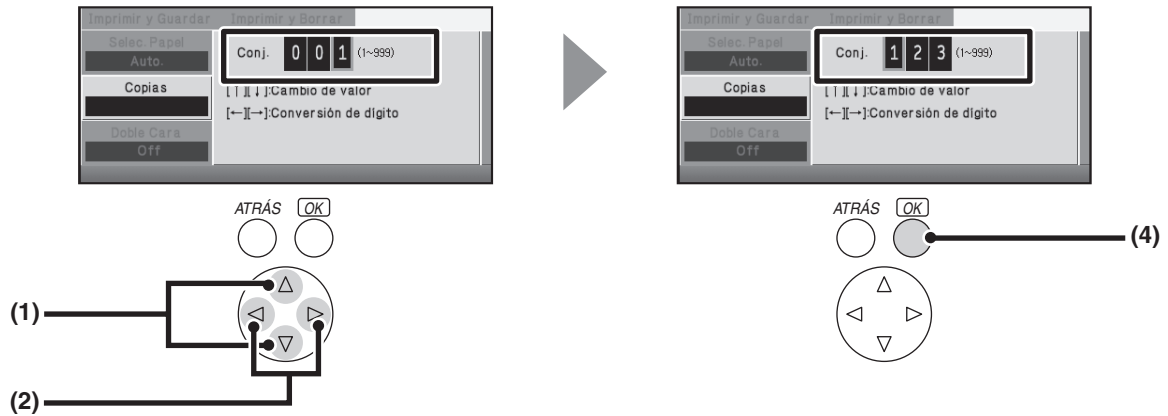 Imprimir y Guardar Imprimir y Borrar
Selec. Papel
Auto.
Conj. 0 0 1 (1~999)
Copias
[↑][↓]:Cambio de valor
[←][→]:Conversión de dígito
Doble Cara
Off
ATRÁS OK
(1)
(2)
Imprimir y Guardar Imprimir y Borrar
Selec. Papel
Auto.
Conj. 1 2 3 (1~999)
Copias
[↑][↓]:Cambio de valor
[←][→]:Conversión de dígito
Doble Cara
Off
ATRÁS OK
(4)